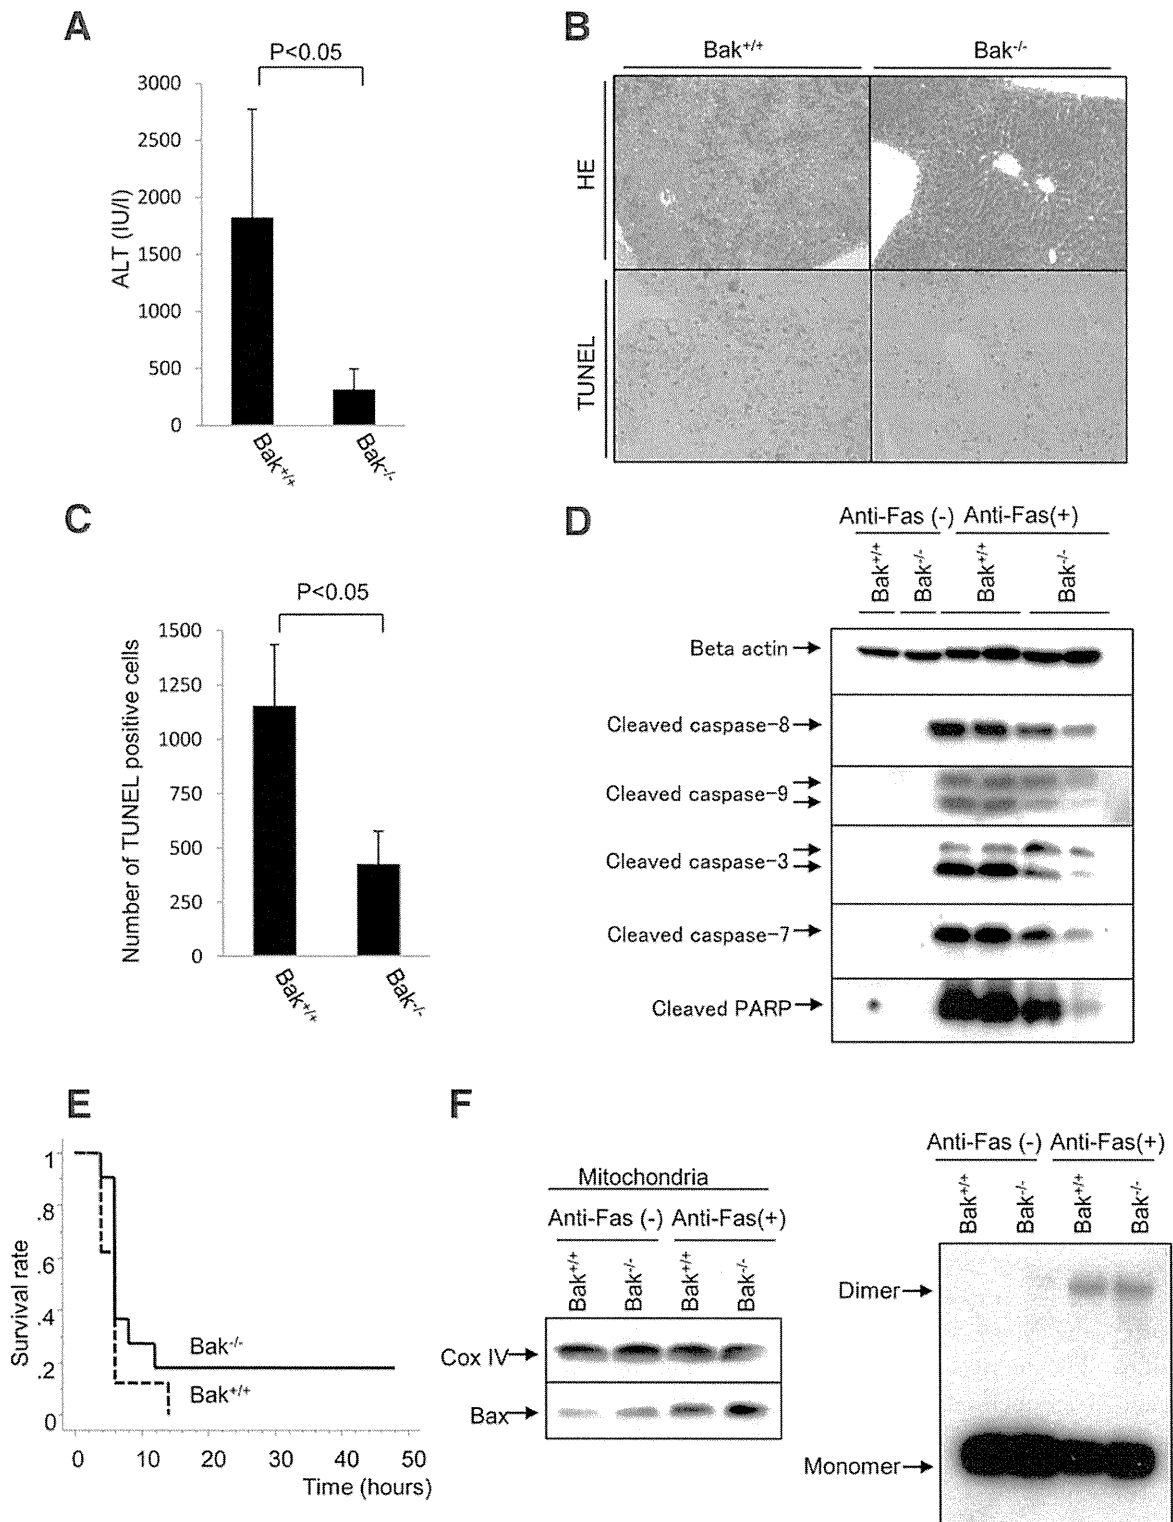 A
P<0.05
3000
2500
2000
1500
1000
500
0
ALT (IU/l)
Bak+/+
Bak-/-
B
Bak+/+
Bak-/-
HE
TUNEL
C
P<0.05
1500
1250
1000
750
500
250
0
Number of TUNEL positive cells
Bak+/+
Bak-/-
D
Anti-Fas (-)
Anti-Fas(+)
Bak+/+
Bak-/-
Bak+/+
Bak-/-
Beta actin
Cleaved caspase-8
Cleaved caspase-9
Cleaved caspase-3
Cleaved caspase-7
Cleaved PARP
E
1
.8
.6
.4
.2
0
Survival rate
Bak-/-
Bak+/+
0 10 20 30 40 50
Time (hours)
F
Mitochondria
Anti-Fas (-)
Anti-Fas(+)
Bak+/+
Bak-/-
Bak+/+
Bak-/-
Cox IV
Bax
Anti-Fas (-)
Anti-Fas(+)
Bak+/+
Bak-/-
Bak+/+
Bak-/-
Dimer
Monomer